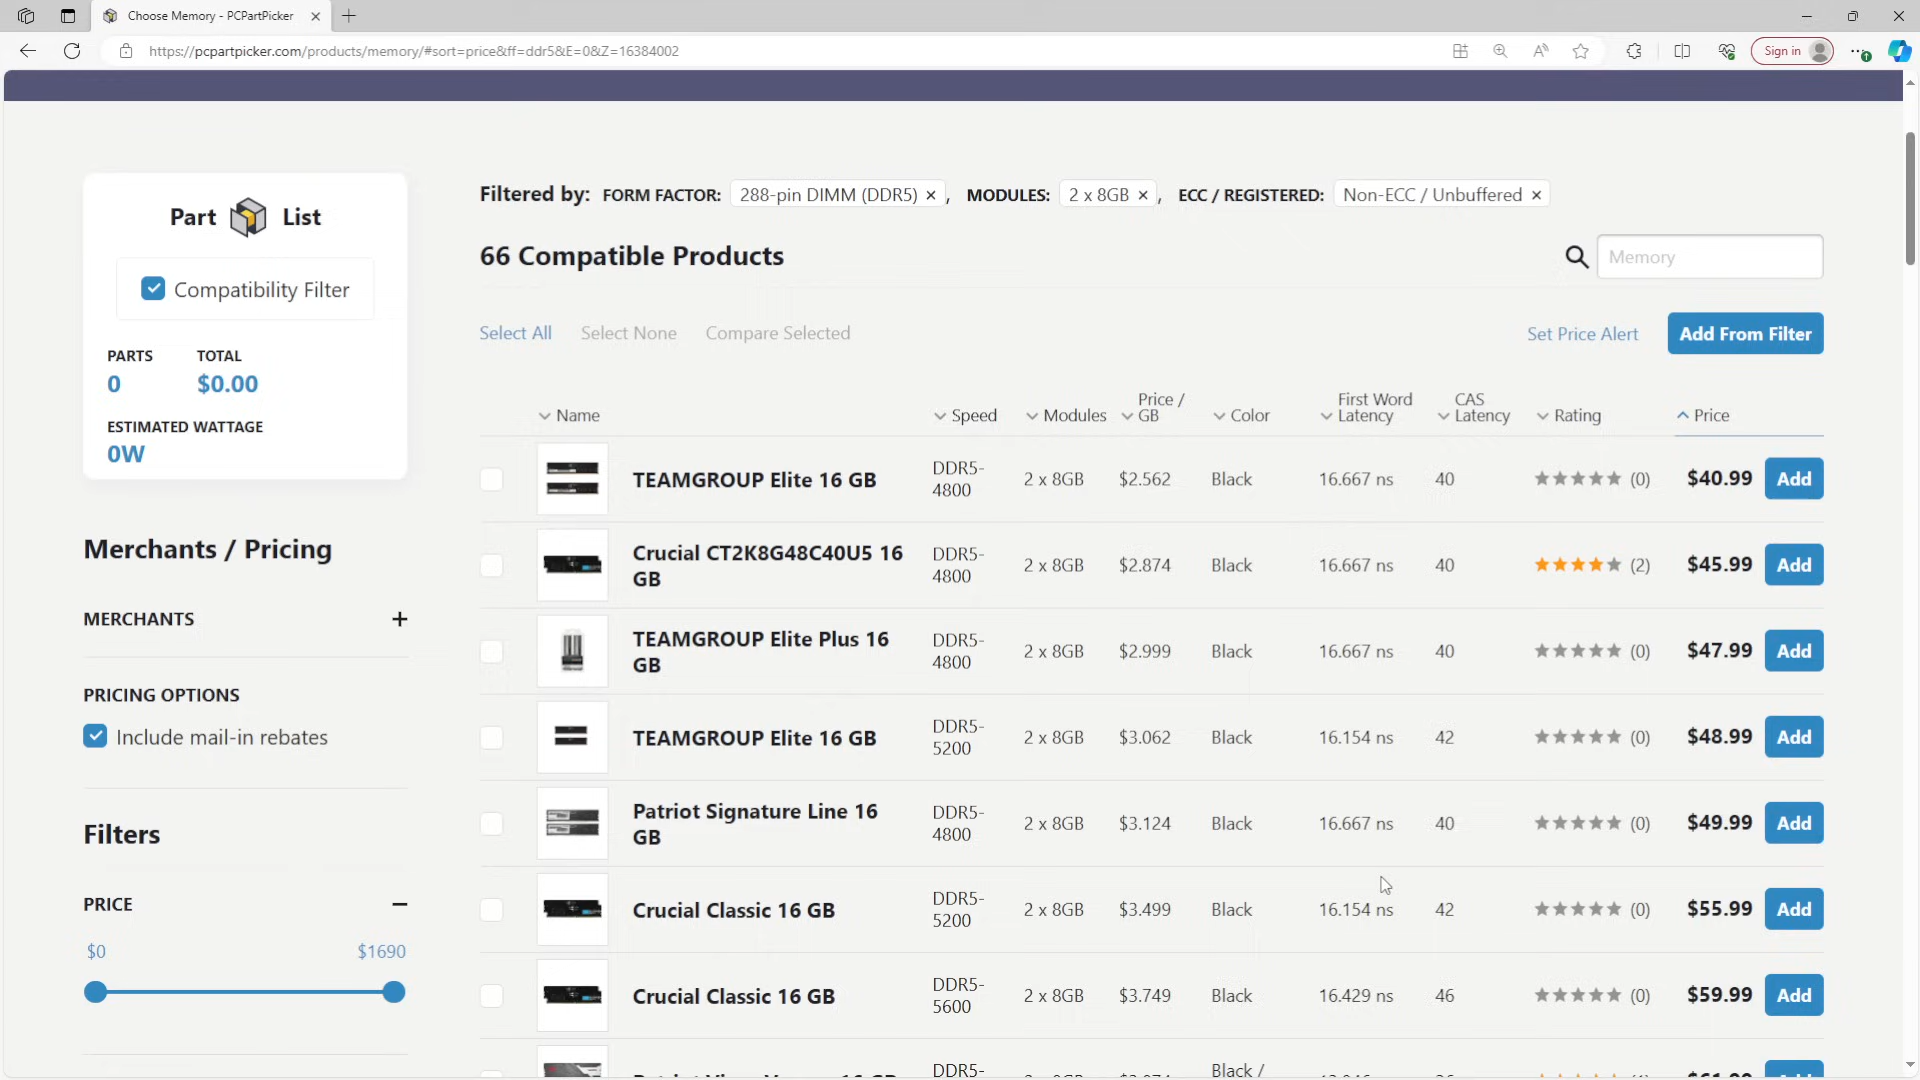 Choose Memory - PCPartPicker
https://pcpartpicker.com/products/memory/#sort=price&ff=ddr5&E=0&Z=16384002
Sign in
Part List
Compatibility Filter
PARTS TOTAL
0 $0.00
ESTIMATED WATTAGE
0W
Merchants / Pricing
MERCHANTS
PRICING OPTIONS
Include mail-in rebates
Filters
PRICE
$0 $1690
Filtered by: FORM FACTOR: 288-pin DIMM (DDR5) ×, MODULES: 2 x 8GB ×, ECC / REGISTERED: Non-ECC / Unbuffered ×
66 Compatible Products
Memory
Select All Select None Compare Selected Set Price Alert Add From Filter
Name Speed Modules Price / GB Color First Word Latency CAS Latency Rating Price
TEAMGROUP Elite 16 GB DDR5-4800 2 x 8GB $2.562 Black 16.667 ns 40 (0) $40.99 Add
Crucial CT2K8G48C40U5 16 GB DDR5-4800 2 x 8GB $2.874 Black 16.667 ns 40 (2) $45.99 Add
TEAMGROUP Elite Plus 16 GB DDR5-4800 2 x 8GB $2.999 Black 16.667 ns 40 (0) $47.99 Add
TEAMGROUP Elite 16 GB DDR5-5200 2 x 8GB $3.062 Black 16.154 ns 42 (0) $48.99 Add
Patriot Signature Line 16 GB DDR5-4800 2 x 8GB $3.124 Black 16.667 ns 40 (0) $49.99 Add
Crucial Classic 16 GB DDR5-5200 2 x 8GB $3.499 Black 16.154 ns 42 (0) $55.99 Add
Crucial Classic 16 GB DDR5-5600 2 x 8GB $3.749 Black 16.429 ns 46 (0) $59.99 Add
DDR5- Black /